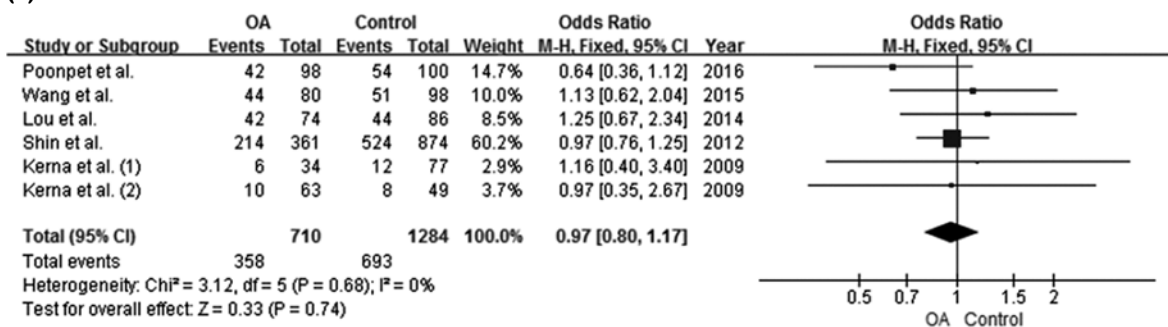 OA Control Odds Ratio Odds Ratio
Study or Subgroup Events Total Events Total Weight M-H, Fixed, 95% CI Year M-H, Fixed, 95% CI
Poonpet et al. 42 98 54 100 14.7% 0.64 [0.36, 1.12] 2016
Wang et al. 44 80 51 98 10.0% 1.13 [0.62, 2.04] 2015
Lou et al. 42 74 44 86 8.5% 1.25 [0.67, 2.34] 2014
Shin et al. 214 361 524 874 60.2% 0.97 [0.76, 1.25] 2012
Kerna et al. (1) 6 34 12 77 2.9% 1.16 [0.40, 3.40] 2009
Kerna et al. (2) 10 63 8 49 3.7% 0.97 [0.35, 2.67] 2009
Total (95% CI) 710 1284 100.0% 0.97 [0.80, 1.17]
Total events 358 693
Heterogeneity: Chi² = 3.12, df = 5 (P = 0.68); I² = 0%
Test for overall effect: Z = 0.33 (P = 0.74)
0.5 0.7 1 1.5 2
OA Control